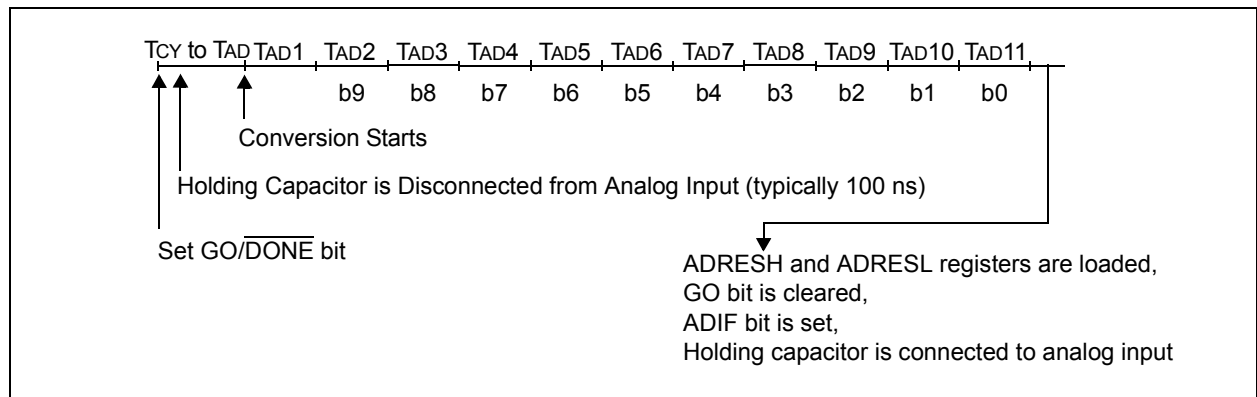 TCY to TAD TAD1 TAD2 TAD3 TAD4 TAD5 TAD6 TAD7 TAD8 TAD9 TAD10 TAD11
b9 b8 b7 b6 b5 b4 b3 b2 b1 b0
Conversion Starts
Holding Capacitor is Disconnected from Analog Input (typically 100 ns)
Set GO/DONE bit
ADRESH and ADRESL registers are loaded,
GO bit is cleared,
ADIF bit is set,
Holding capacitor is connected to analog input